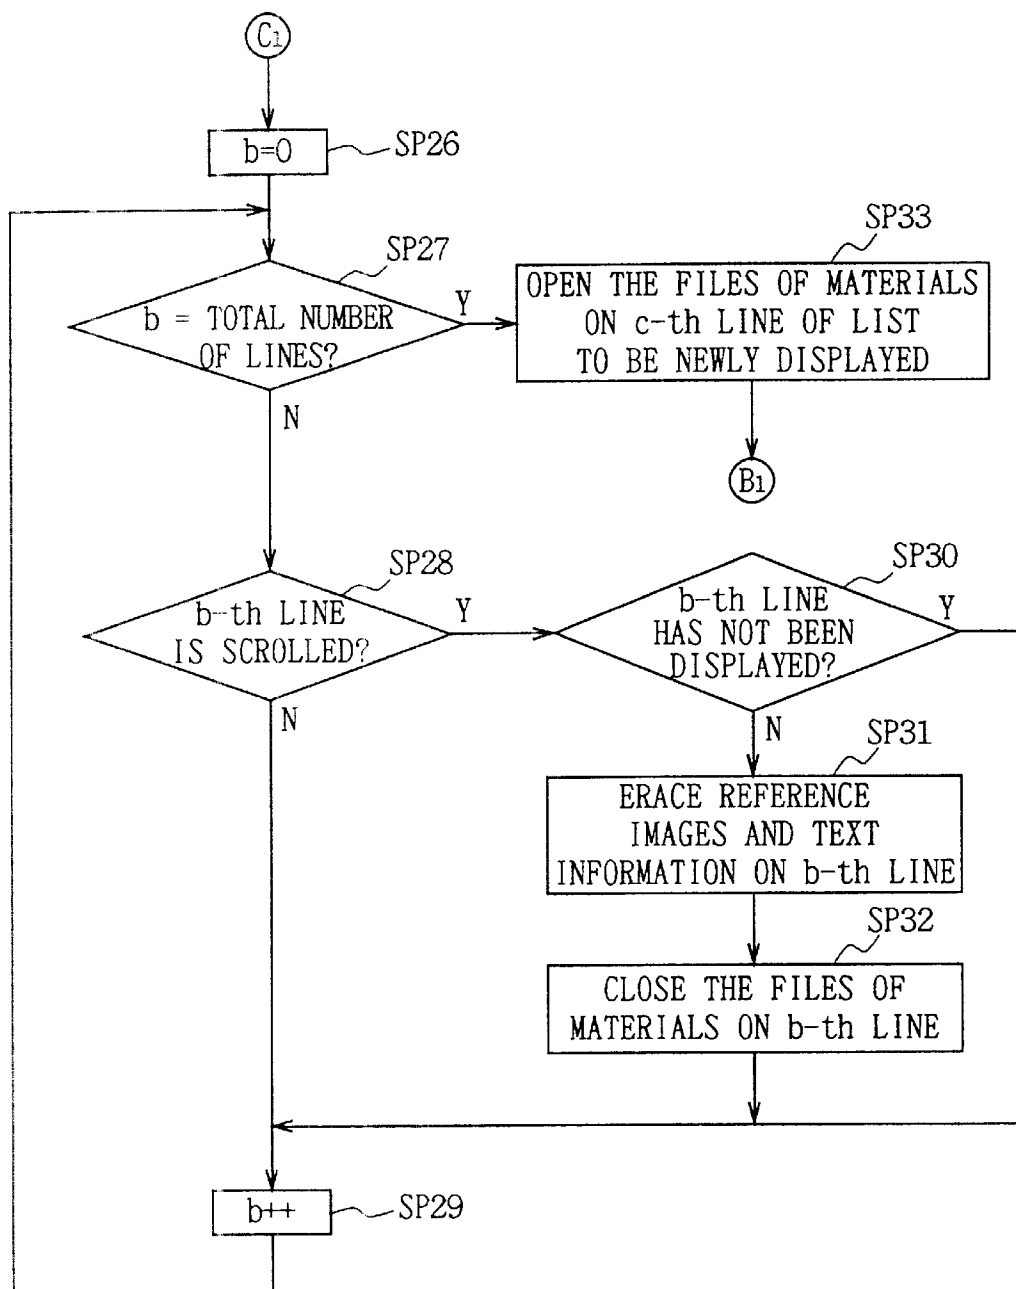 C1
b=0
SP26
SP27
b = TOTAL NUMBER
OF LINES?
Y
N
SP33
OPEN THE FILES OF MATERIALS
ON c-th LINE OF LIST
TO BE NEWLY DISPLAYED
B1
SP28
b-th LINE
IS SCROLLED?
Y
N
SP30
b-th LINE
HAS NOT BEEN
DISPLAYED?
Y
N
SP31
ERACE REFERENCE
IMAGES AND TEXT
INFORMATION ON b-th LINE
SP32
CLOSE THE FILES OF
MATERIALS ON b-th LINE
b++
SP29